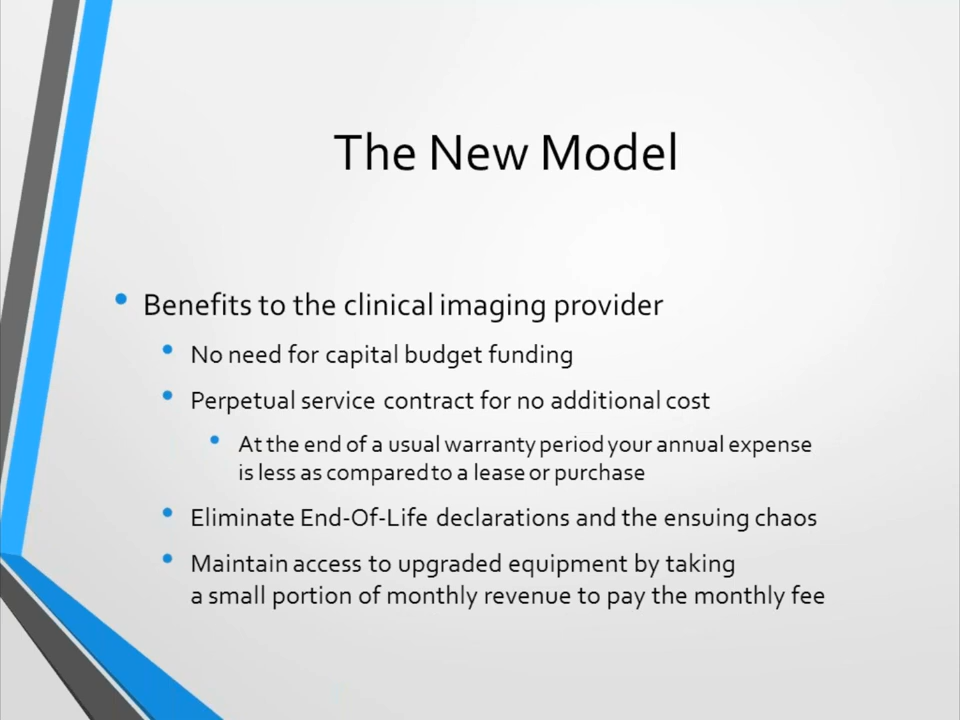 The New Model
• Benefits to the clinical imaging provider
• No need for capital budget funding
• Perpetual service contract for no additional cost
• At the end of a usual warranty period your annual expense
is less as compared to a lease or purchase
• Eliminate End-Of-Life declarations and the ensuing chaos
• Maintain access to upgraded equipment by taking
a small portion of monthly revenue to pay the monthly fee